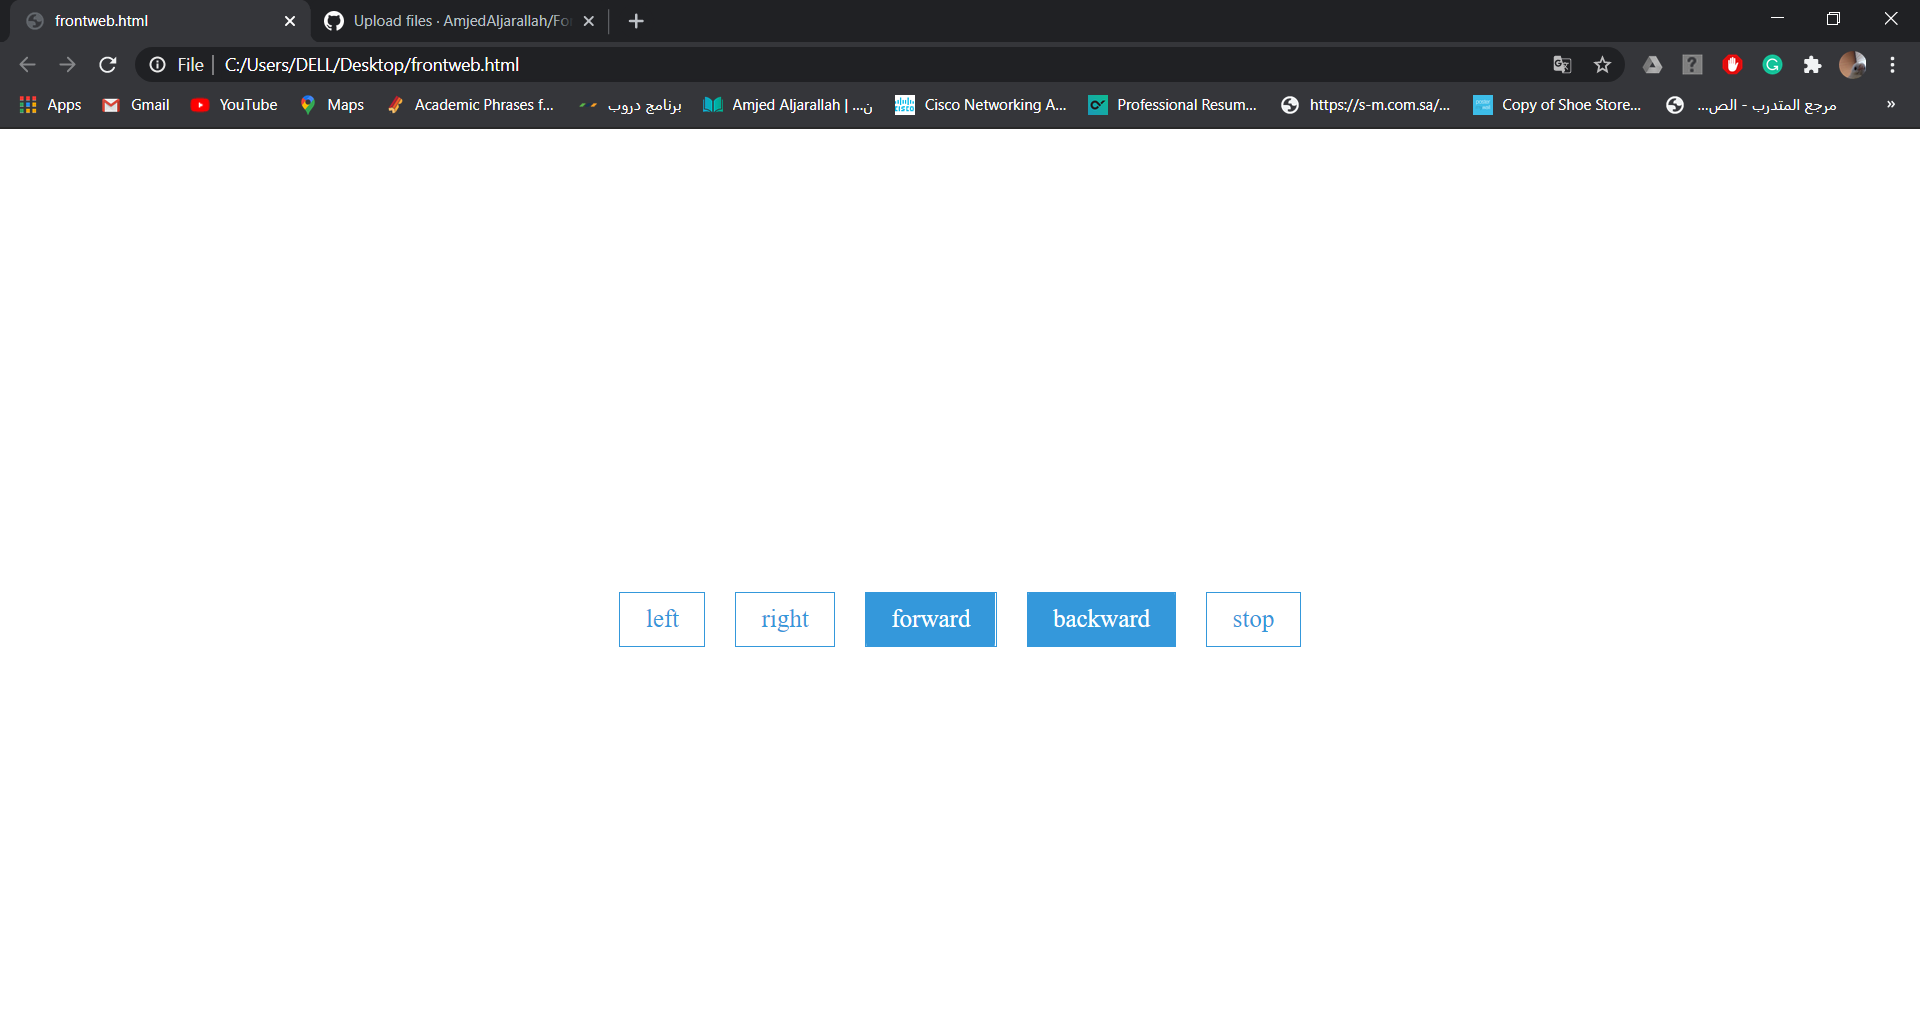 frontweb.html
Upload files · AmjedAljarallah/Fo
File
C:/Users/DELL/Desktop/frontweb.html
Apps
Gmail
YouTube
Maps
Academic Phrases f...
برنامج دروب
Amjed Aljarallah | ...ن
Cisco Networking A...
Professional Resum...
https://s-m.com.sa/...
Copy of Shoe Store...
مرجع المتدرب - الص...
left
right
forward
backward
stop